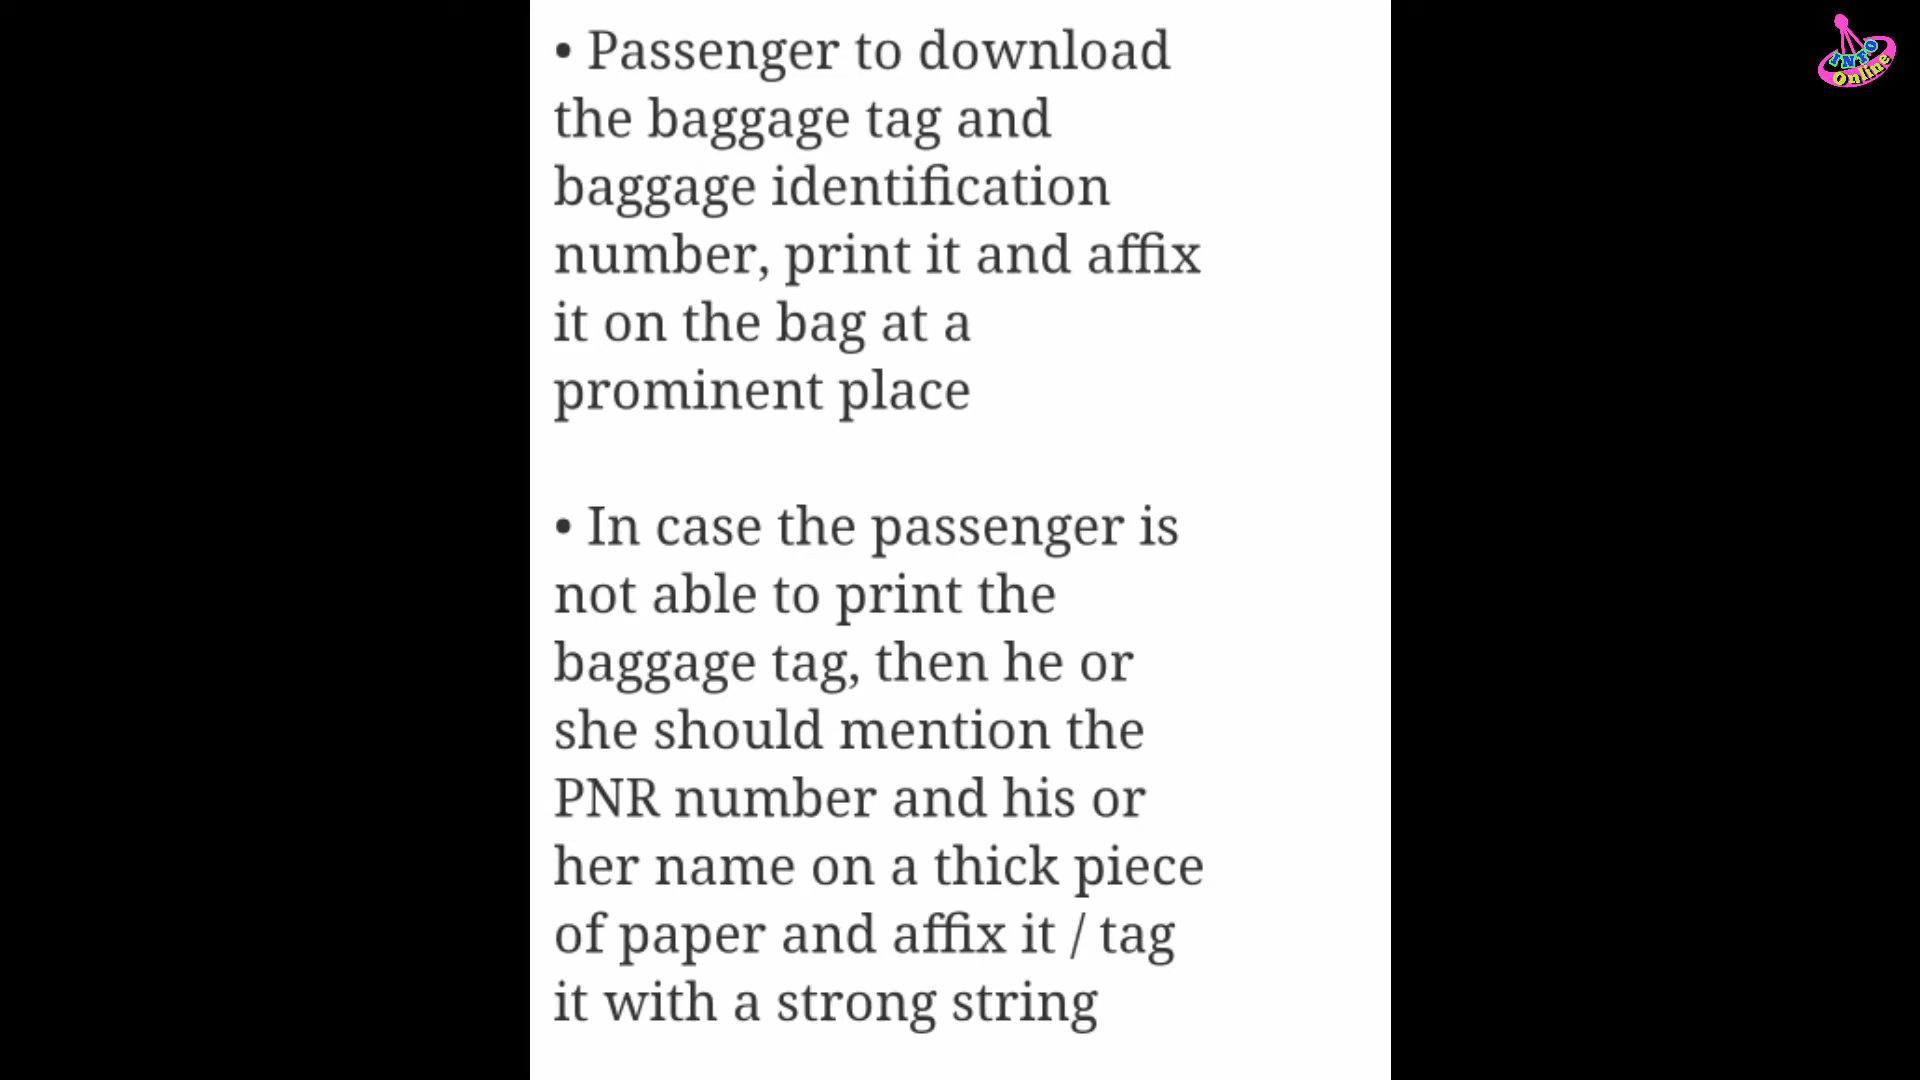 • Passenger to download
the baggage tag and
baggage identification
number, print it and affix
it on the bag at a
prominent place
• In case the passenger is
not able to print the
baggage tag, then he or
she should mention the
PNR number and his or
her name on a thick piece
of paper and affix it / tag
it with a strong string
INFO
Online